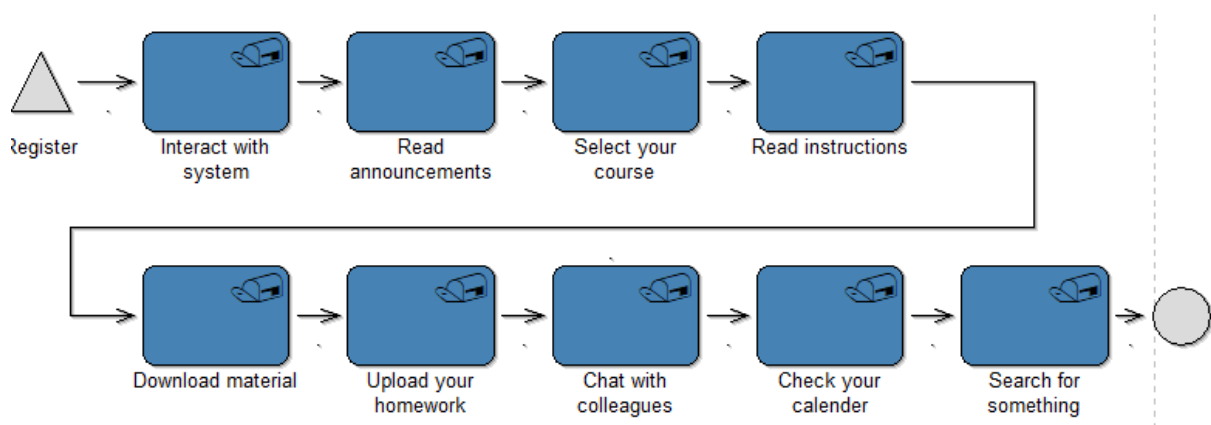 Register
Interact with
system
Read
announcements
Select your
course
Read instructions
Download material
Upload your
homework
Chat with
colleagues
Check your
calender
Search for
something